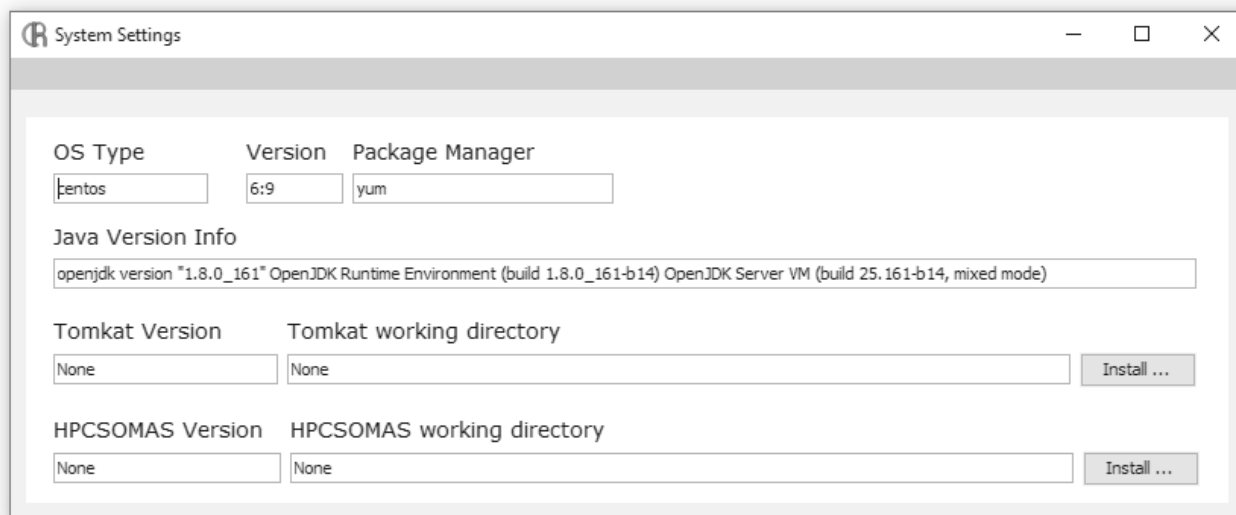 System Settings
OS Type Version Package Manager
centos 6:9 yum
Java Version Info
openjdk version "1.8.0_161" OpenJDK Runtime Environment (build 1.8.0_161-b14) OpenJDK Server VM (build 25.161-b14, mixed mode)
Tomkat Version Tomkat working directory
None None Install ...
HPCSOMAS Version HPCSOMAS working directory
None None Install ...